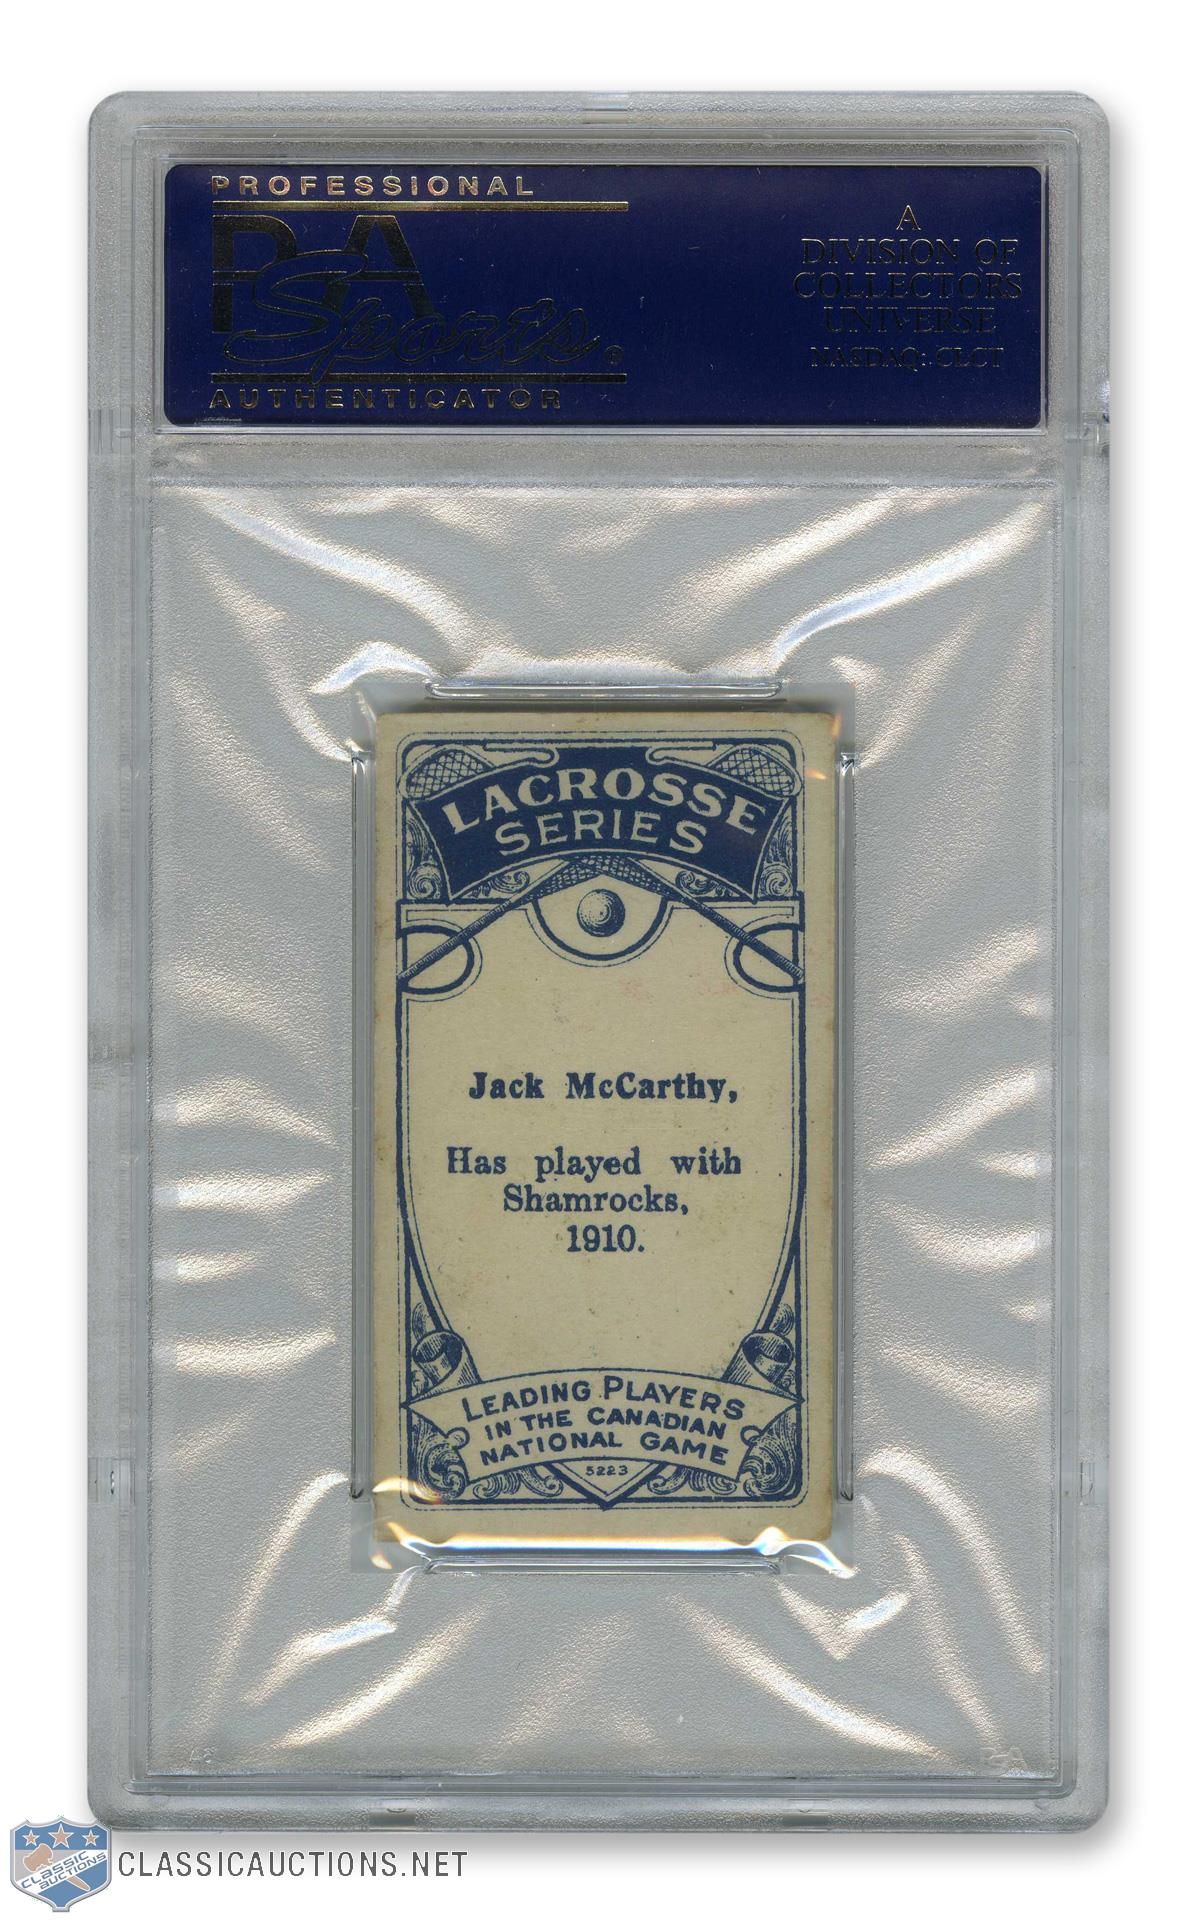 PROFESSIONAL
PSA
Sports®
AUTHENTICATOR
A
DIVISION OF
COLLECTORS
UNIVERSE
NASDAQ: CLCT
LACROSSE
SERIES
Jack McCarthy,
Has played with
Shamrocks,
1910.
LEADING PLAYERS
IN THE CANADIAN
NATIONAL GAME
5223
CLASSIC
AUCTIONS
CLASSICAUCTIONS.NET